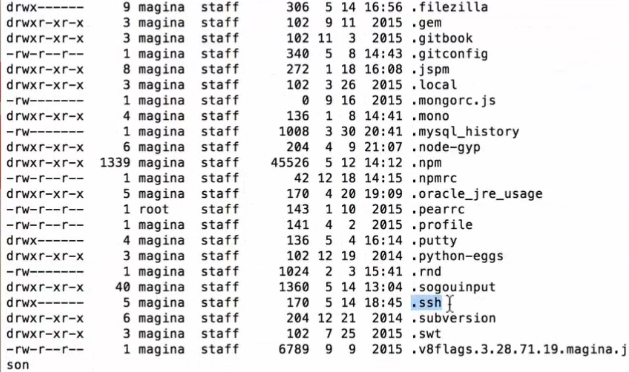 drwx------ 9 magina staff 306 5 14 16:56 .filezilla
drwxr-xr-x 3 magina staff 102 9 11 2015 .gem
drwxr-xr-x 3 magina staff 102 11 3 2015 .gitbook
-rw-r--r-- 1 magina staff 340 5 8 14:43 .gitconfig
drwxr-xr-x 8 magina staff 272 1 18 16:08 .jspm
drwxr-xr-x 3 magina staff 102 3 26 2015 .local
-rw------- 1 magina staff 0 9 16 2015 .mongorc.js
drwxr-xr-x 4 magina staff 136 1 8 14:41 .mono
-rw------- 1 magina staff 1008 3 30 20:41 .mysql_history
drwxr-xr-x 6 magina staff 204 4 9 21:07 .node-gyp
drwxr-xr-x 1339 magina staff 45526 5 12 14:12 .npm
-rw------- 1 magina staff 42 12 18 14:15 .npmrc
drwxr-xr-x 5 magina staff 170 4 20 19:09 .oracle_jre_usage
-rw-r--r-- 1 root staff 143 1 10 2015 .pearrc
-rw-r--r-- 1 magina staff 141 4 2 2015 .profile
drwx------ 4 magina staff 136 5 4 16:14 .putty
drwxr-xr-x 3 magina staff 102 12 19 2014 .python-eggs
-rw------- 1 magina staff 1024 2 3 15:41 .rnd
drwxr-xr-x 40 magina staff 1360 5 14 13:04 .sogouinput
drwx------ 5 magina staff 170 5 14 18:45 .ssh
drwxr-xr-x 6 magina staff 204 12 21 2014 .subversion
drwxr-xr-x 3 magina staff 102 7 25 2015 .swt
-rw-r--r-- 1 magina staff 6789 9 9 2015 .v8flags.3.28.71.19.magina.j
son